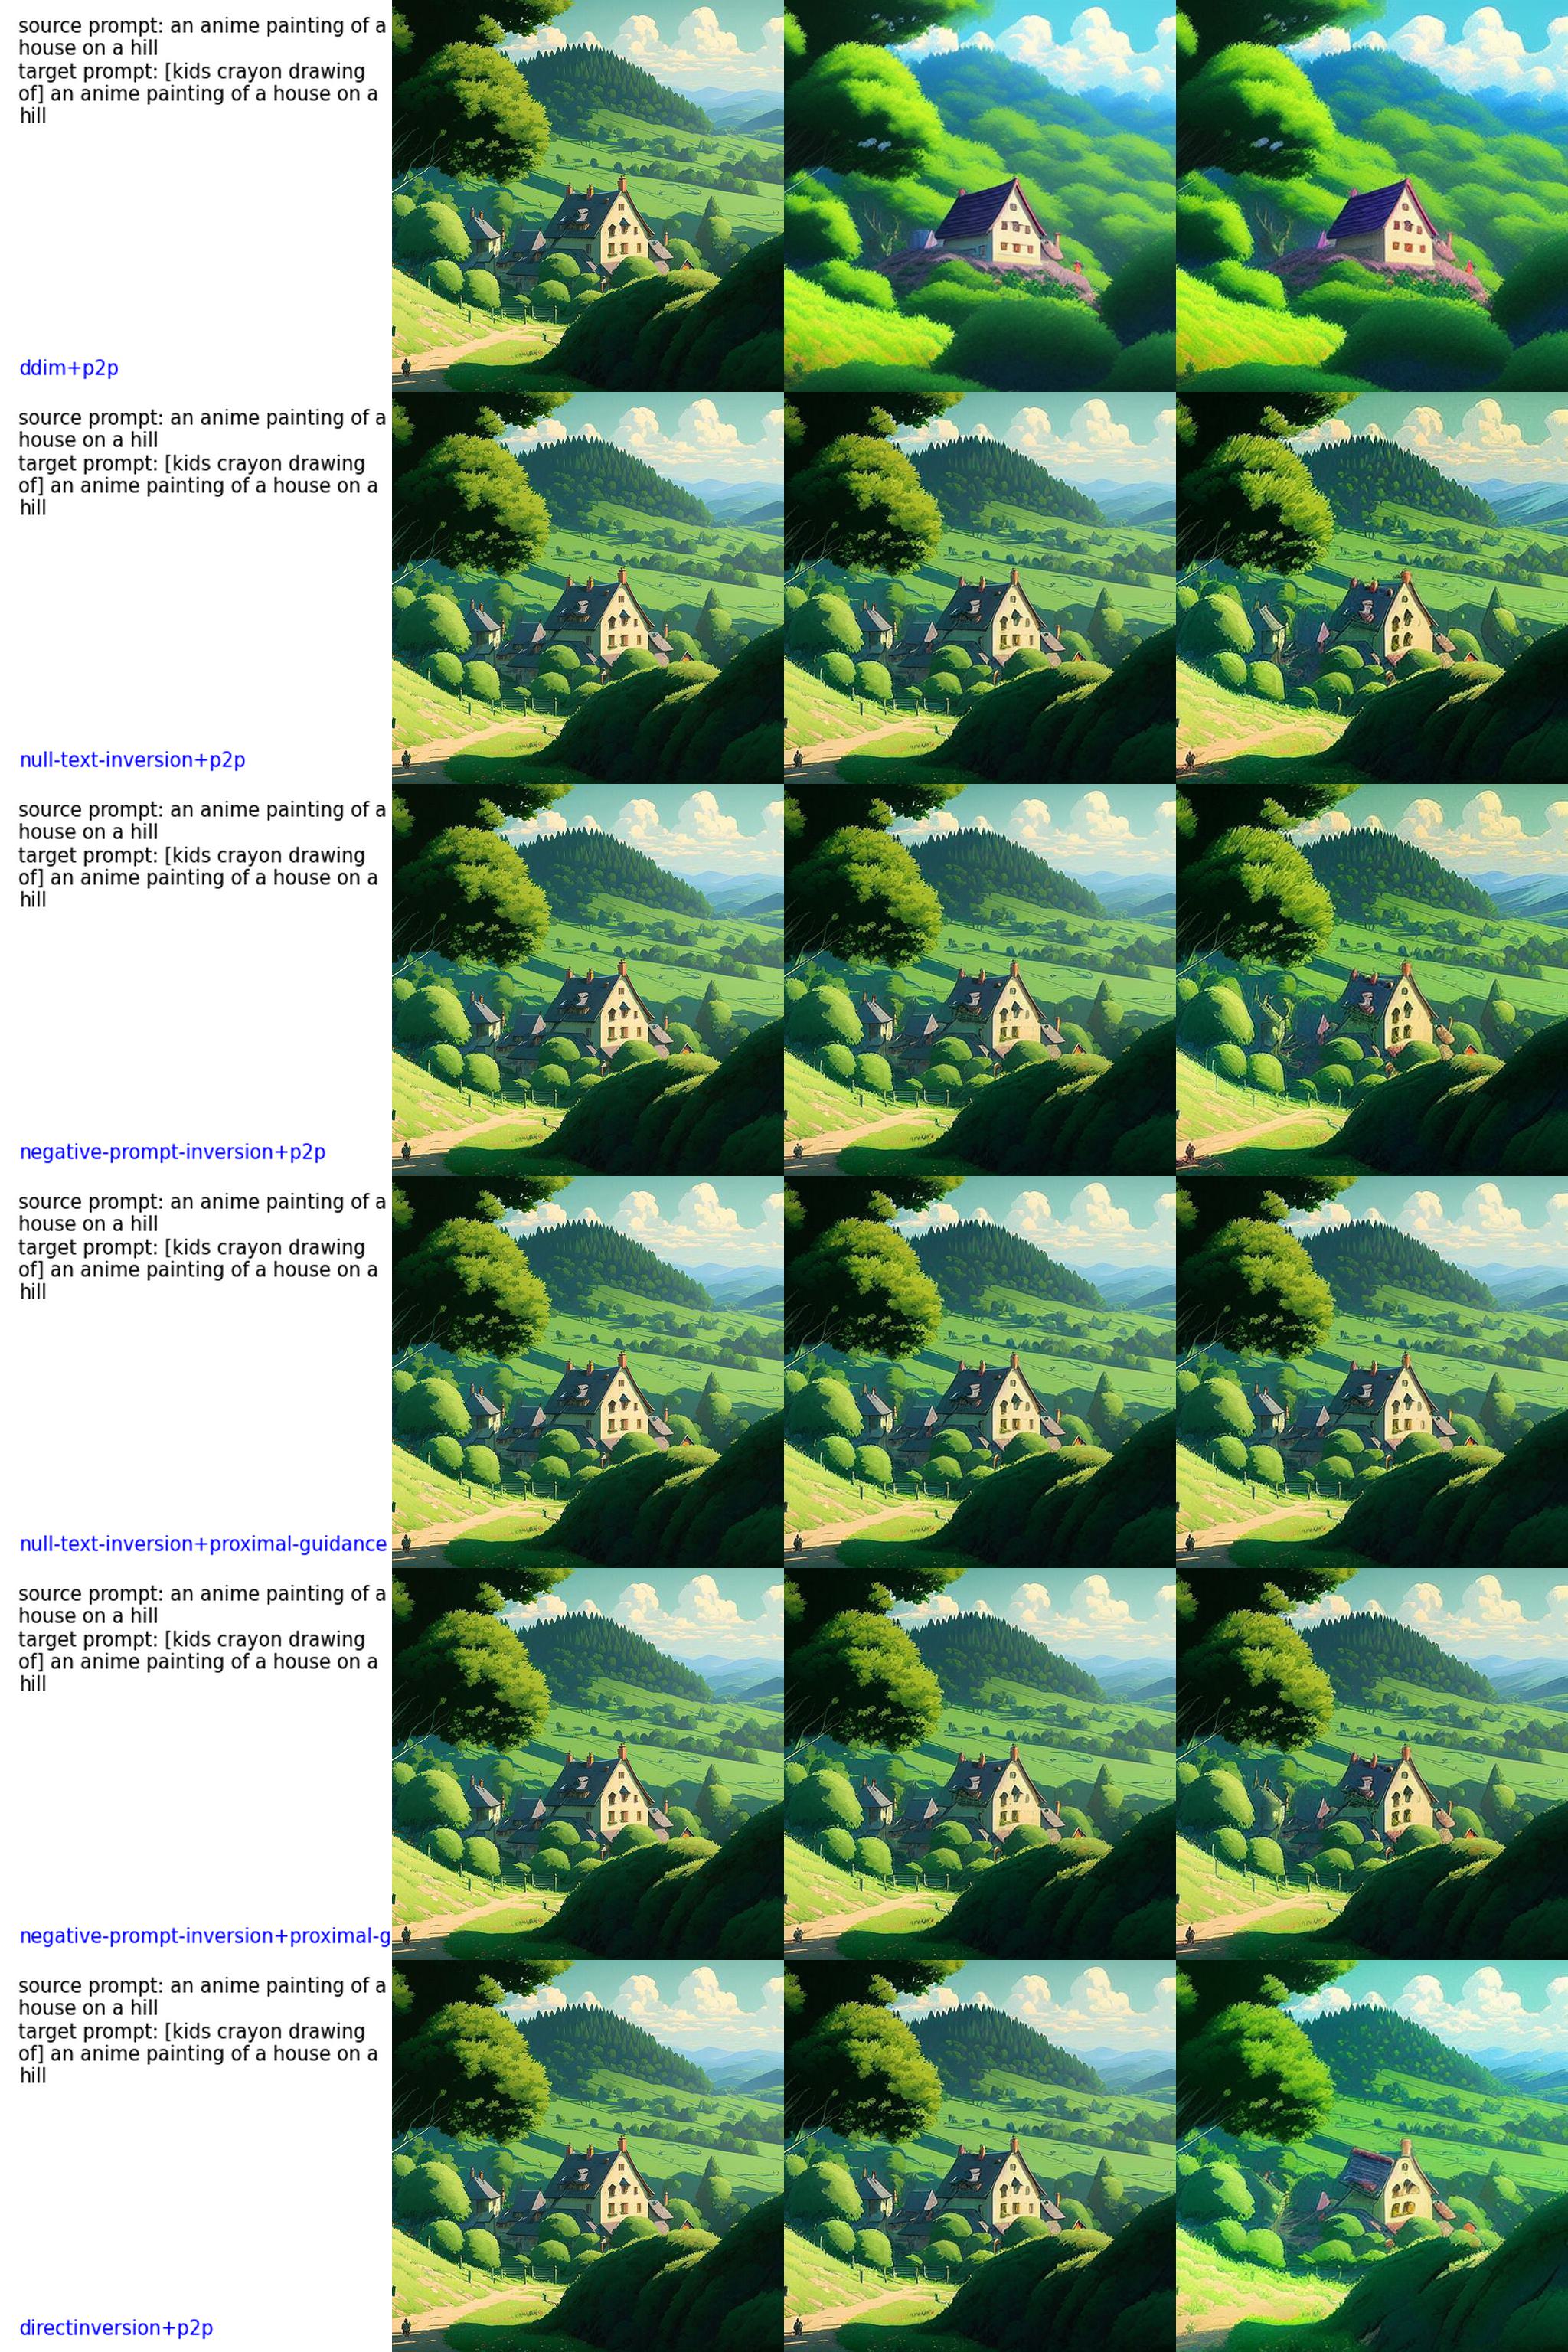 source prompt: an anime painting of a
house on a hill
target prompt: [kids crayon drawing
of] an anime painting of a house on a
hill
ddim+p2p
source prompt: an anime painting of a
house on a hill
target prompt: [kids crayon drawing
of] an anime painting of a house on a
hill
null-text-inversion+p2p
source prompt: an anime painting of a
house on a hill
target prompt: [kids crayon drawing
of] an anime painting of a house on a
hill
negative-prompt-inversion+p2p
source prompt: an anime painting of a
house on a hill
target prompt: [kids crayon drawing
of] an anime painting of a house on a
hill
null-text-inversion+proximal-guidance
source prompt: an anime painting of a
house on a hill
target prompt: [kids crayon drawing
of] an anime painting of a house on a
hill
negative-prompt-inversion+proximal-g
source prompt: an anime painting of a
house on a hill
target prompt: [kids crayon drawing
of] an anime painting of a house on a
hill
directinversion+p2p